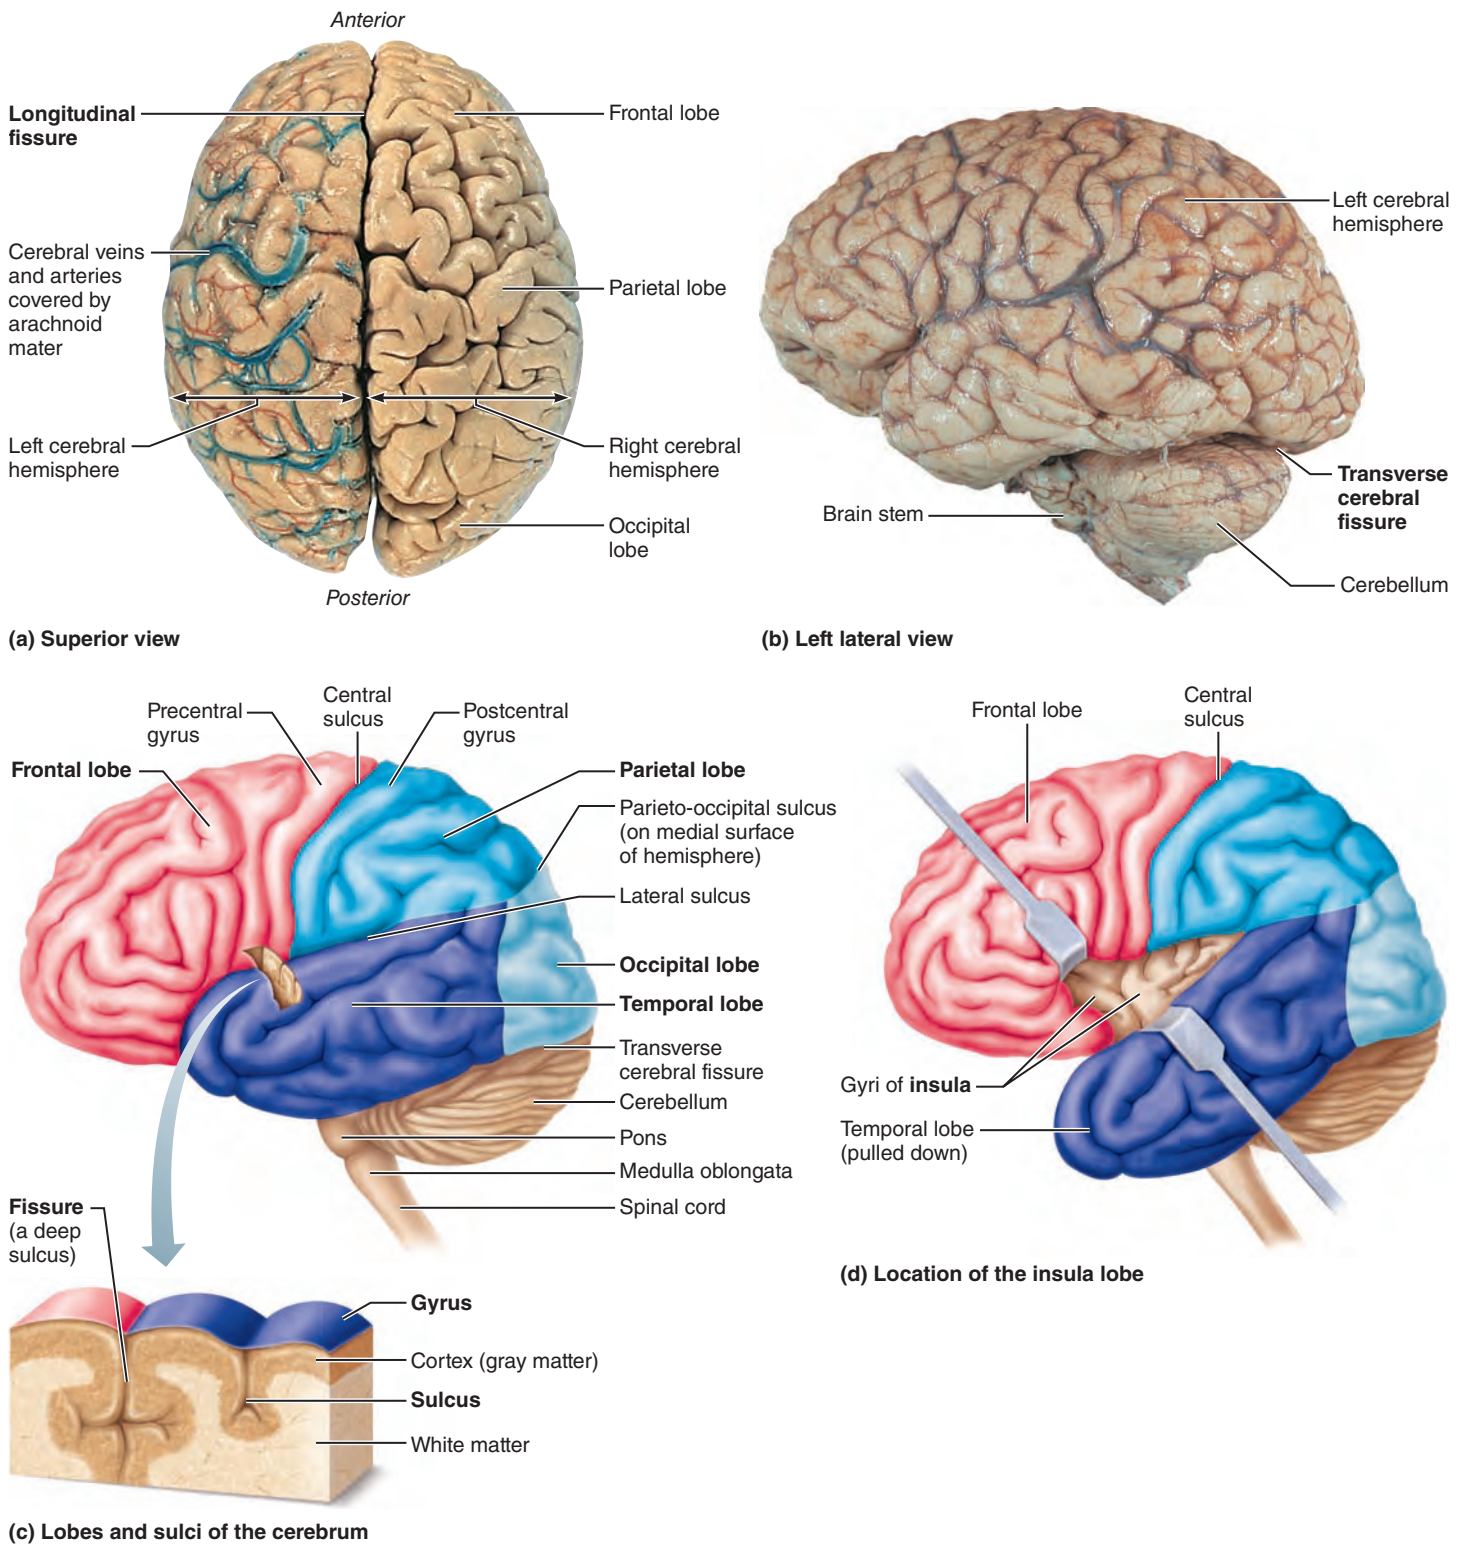 Anterior
Longitudinal
fissure
Frontal lobe
Cerebral veins
and arteries
covered by
arachnoid
mater
Parietal lobe
Left cerebral
hemisphere
Right cerebral
hemisphere
Occipital
lobe
Posterior
(a) Superior view
Left cerebral
hemisphere
Transverse
cerebral
fissure
Brain stem
Cerebellum
(b) Left lateral view
Precentral
gyrus
Central
sulcus
Postcentral
gyrus
Frontal lobe
Parietal lobe
Parieto-occipital sulcus
(on medial surface
of hemisphere)
Lateral sulcus
Occipital lobe
Temporal lobe
Transverse
cerebral fissure
Cerebellum
Pons
Medulla oblongata
Spinal cord
Fissure
(a deep
sulcus)
Gyrus
Cortex (gray matter)
Sulcus
White matter
(c) Lobes and sulci of the cerebrum
Frontal lobe
Central
sulcus
Gyri of insula
Temporal lobe
(pulled down)
(d) Location of the insula lobe